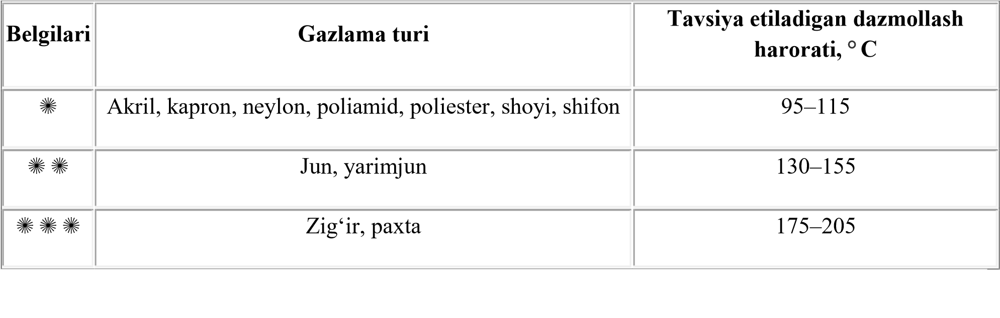 Belgilari Gazlama turi Tavsiya etiladigan dazmollash
harorati, ° C
✺ Akril, kapron, neylon, poliamid, poliester, shoyi, shifon 95–115
✺ ✺ Jun, yarimjun 130–155
✺ ✺ ✺ Zig‘ir, paxta 175–205